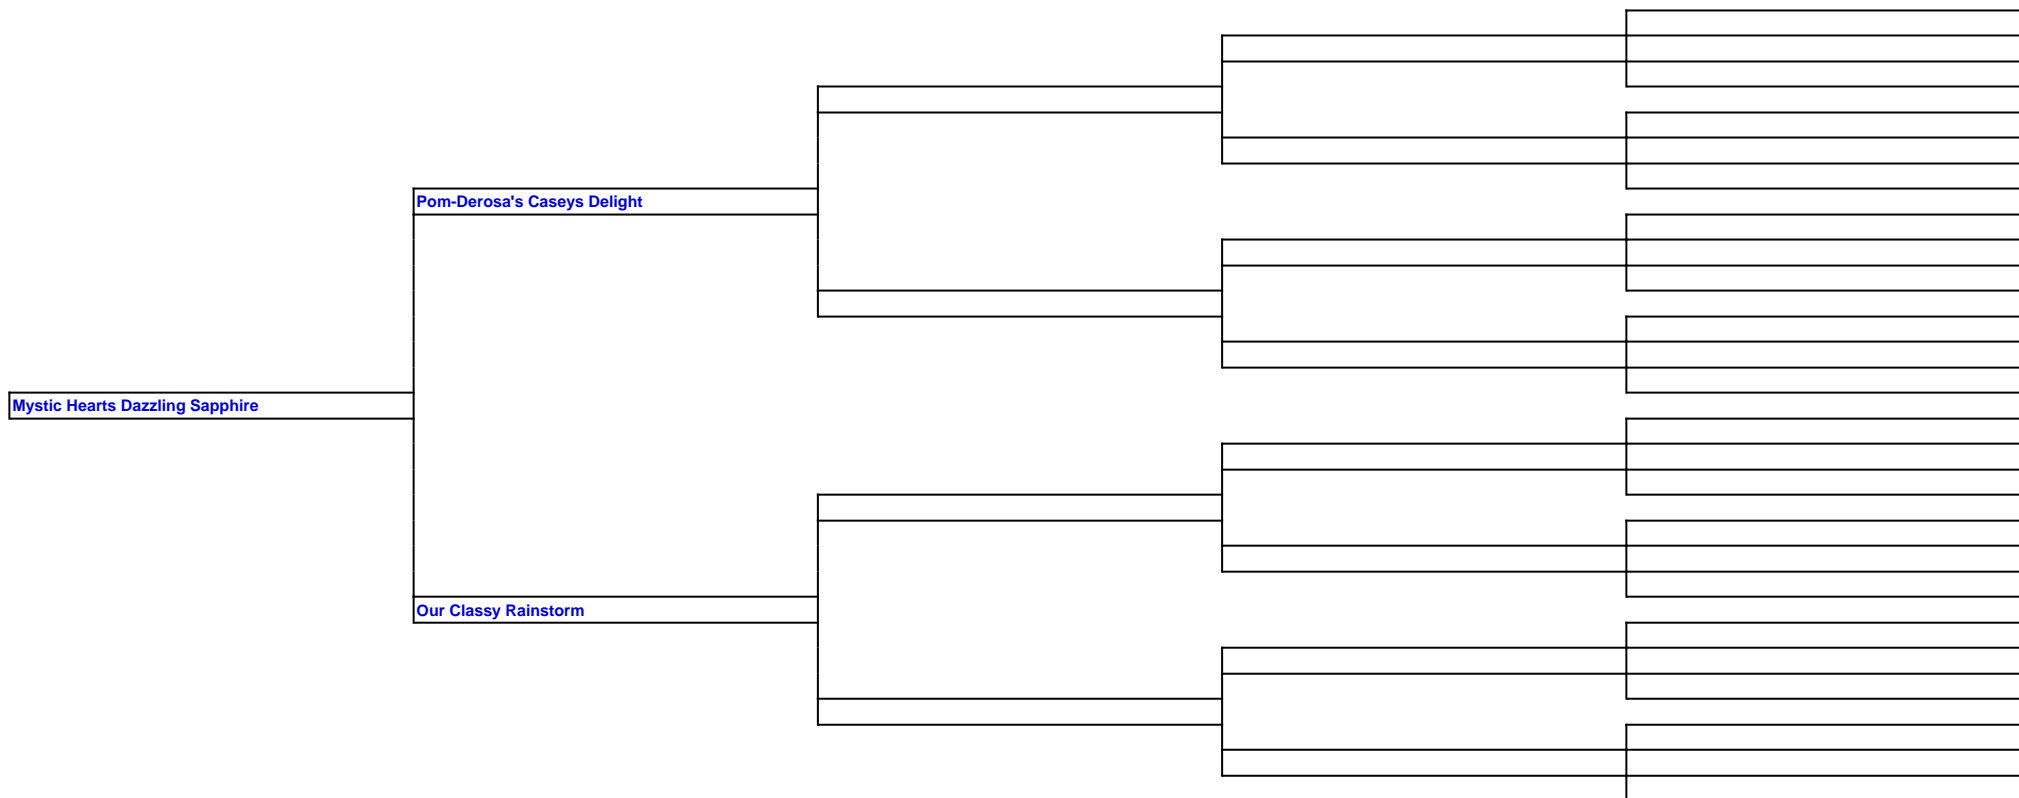 Pom-Derosa's Caseys Delight
Mystic Hearts Dazzling Sapphire
Our Classy Rainstorm